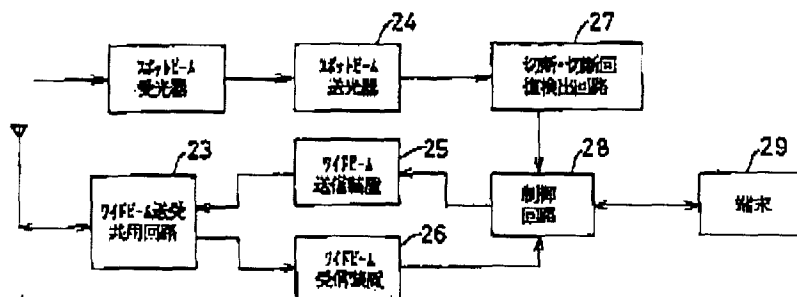 24
27
スポットビーム
受光器
スポットビーム
送光器
切断・切断回
復検出回路
23
25
28
29
ワイドビーム送受
共用回路
ワイドビーム
送信装置
制御
回路
端末
26
ワイドビーム
受信装置